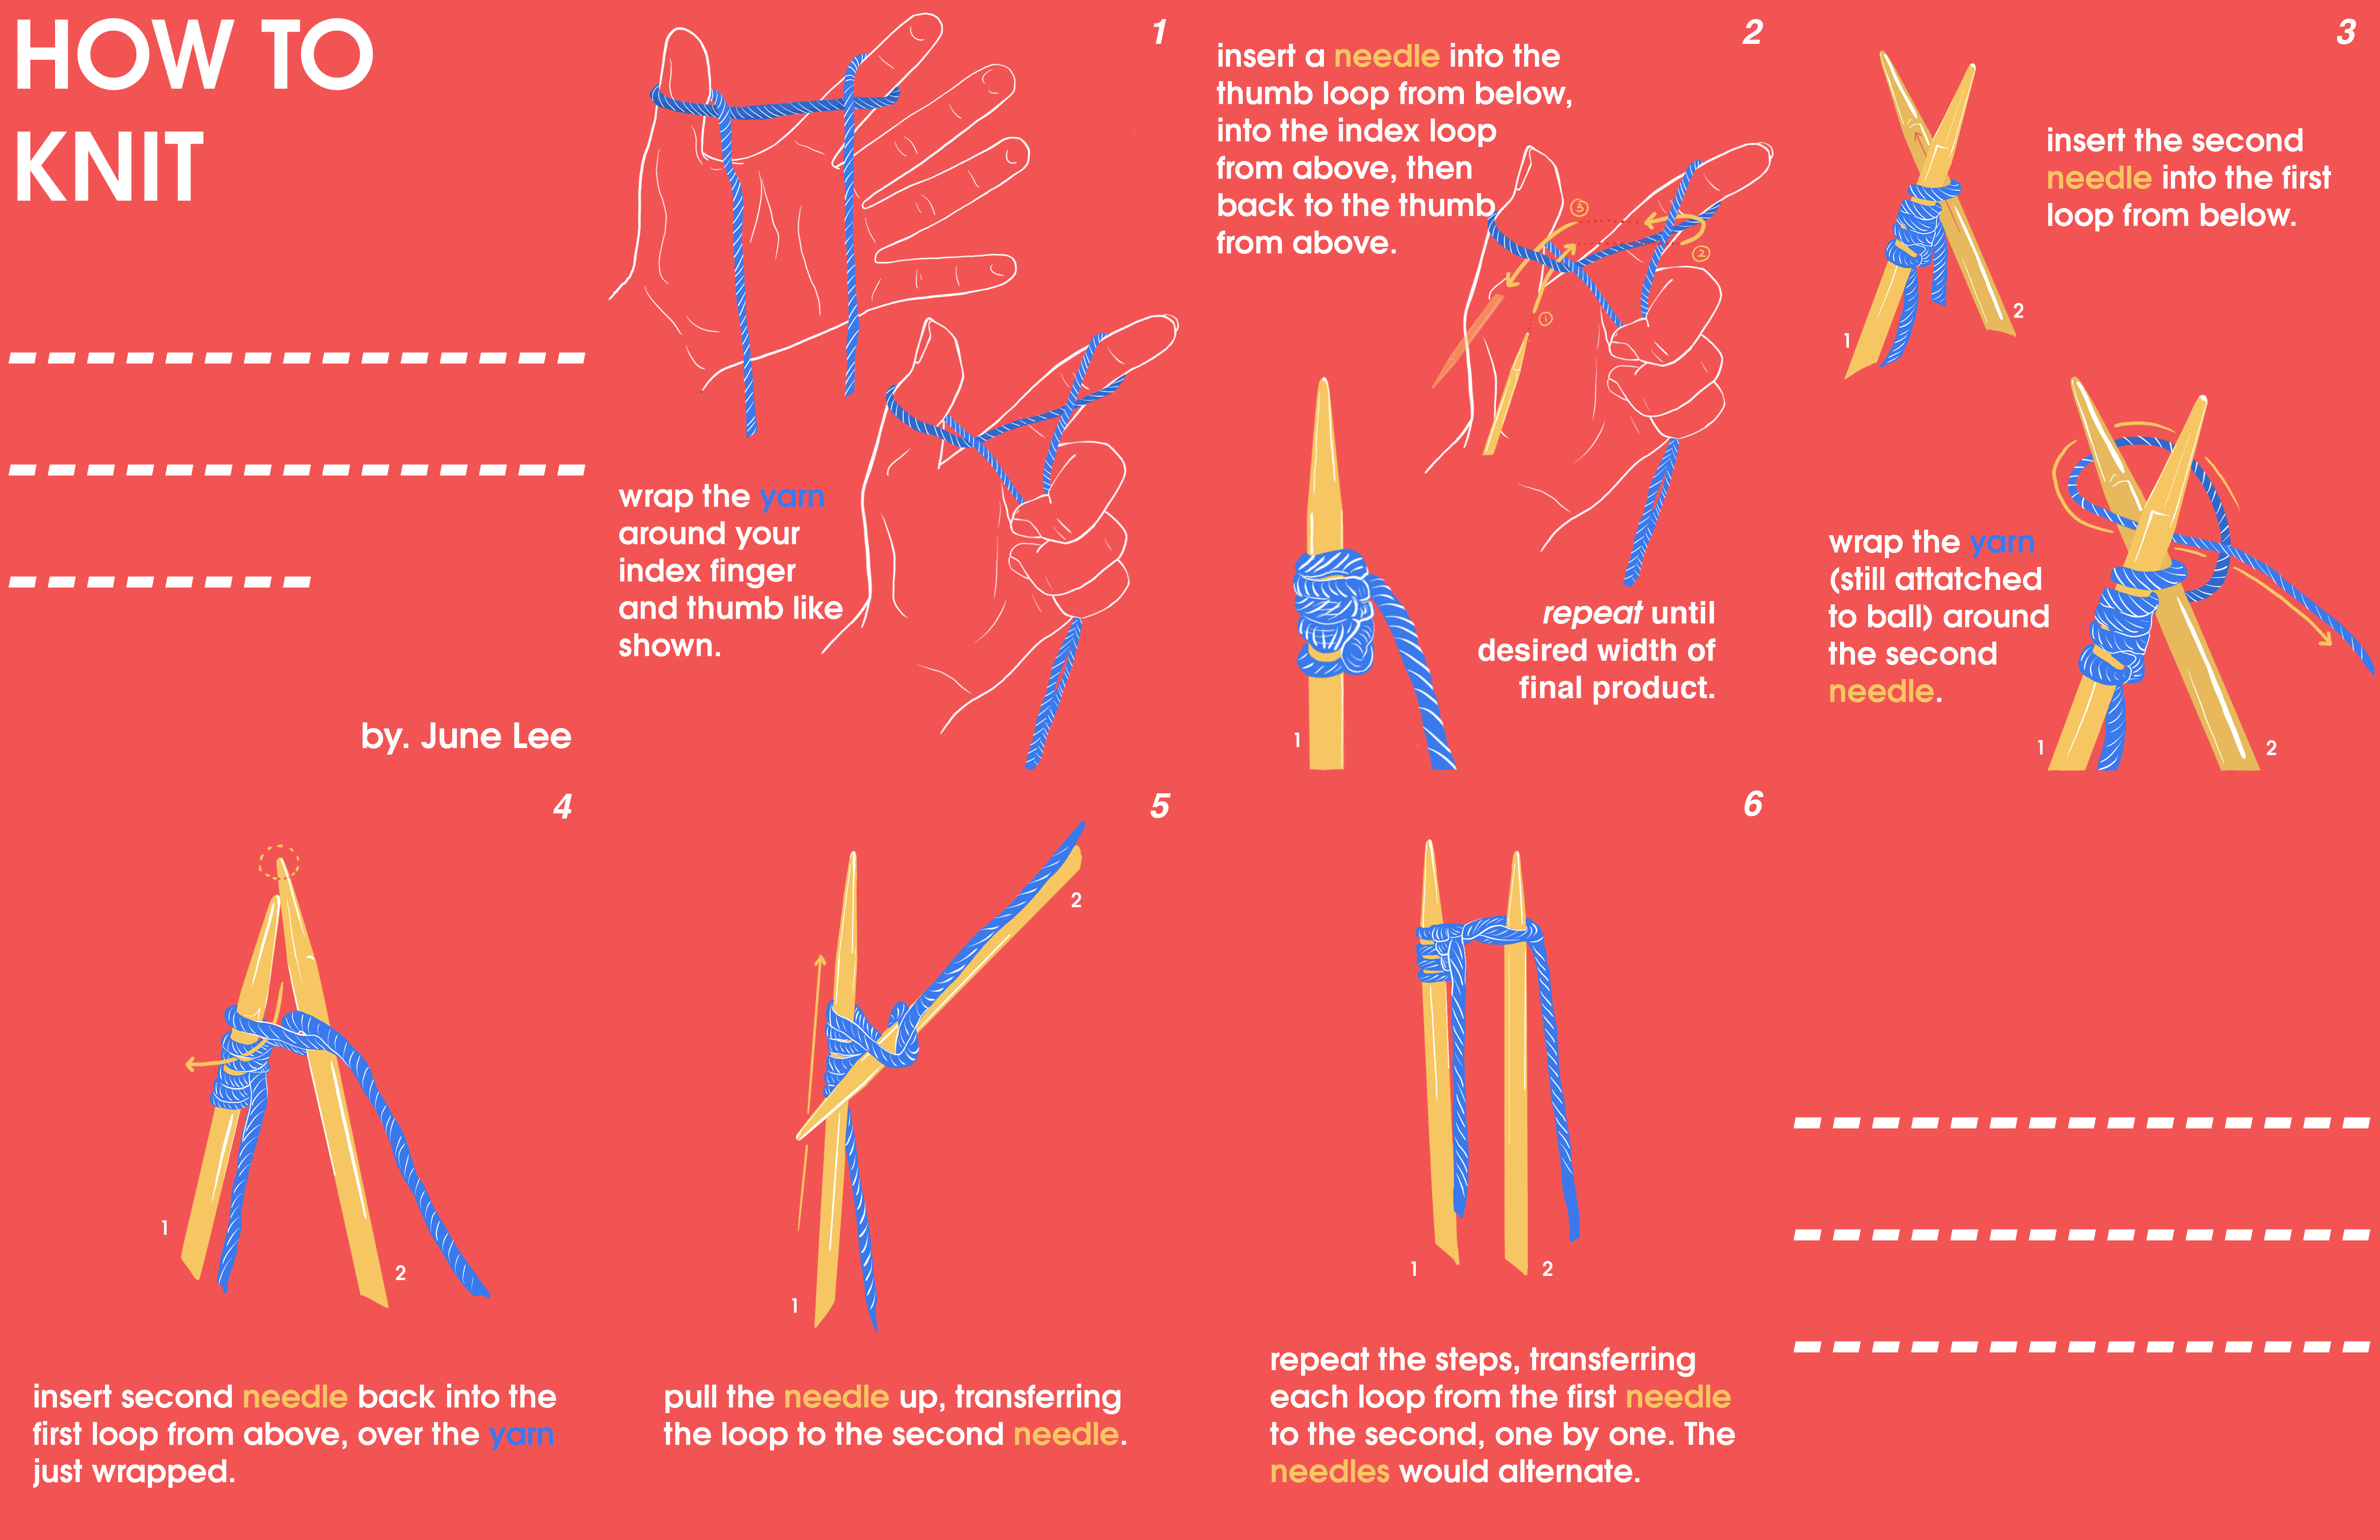 HOW TO
KNIT
by. June Lee
1
wrap the yarn
around your
index finger
and thumb like
shown.
2
insert a needle into the
thumb loop from below,
into the index loop
from above, then
back to the thumb
from above.
3
2
1
1
repeat until
desired width of
final product.
3
insert the second
needle into the first
loop from below.
1
2
wrap the yarn
(still attatched
to ball) around
the second
needle.
1
2
4
1
2
insert second needle back into the
first loop from above, over the yarn
just wrapped.
5
2
1
pull the needle up, transferring
the loop to the second needle.
6
1
2
repeat the steps, transferring
each loop from the first needle
to the second, one by one. The
needles would alternate.